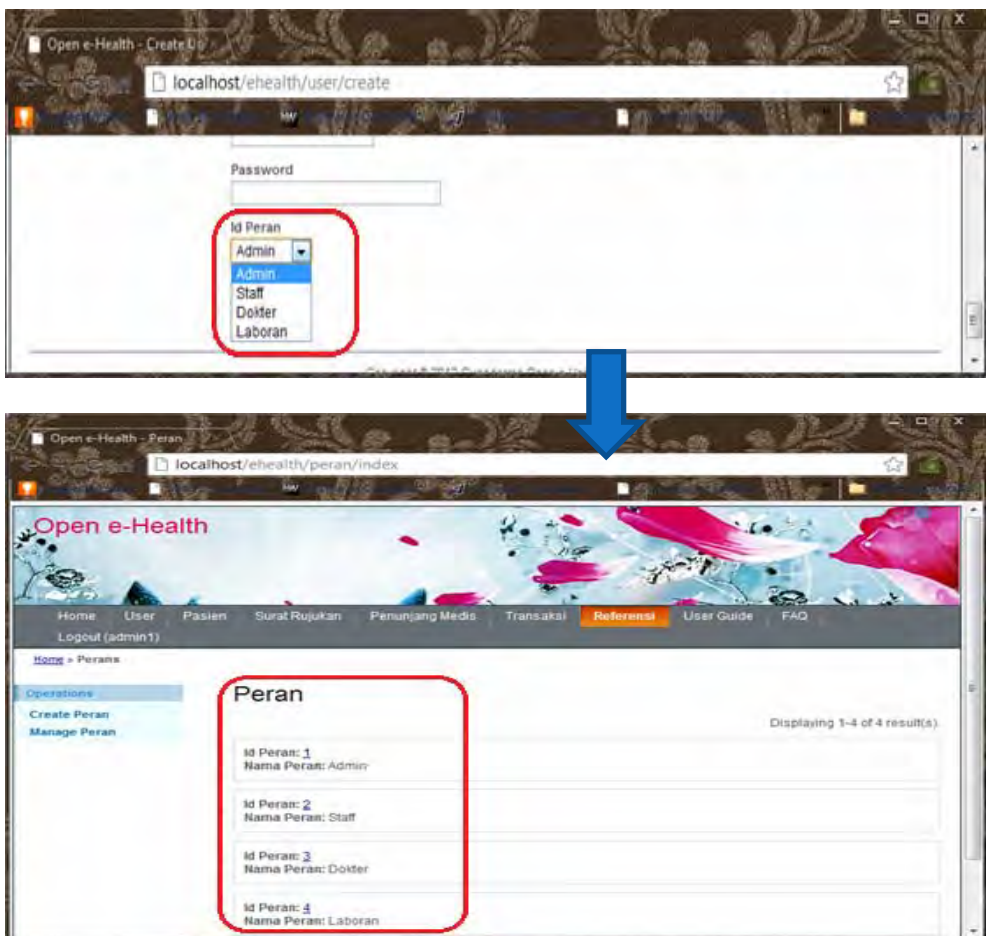 Open e-Health - Create Us
localhost/ehealth/user/create
Password
Id Peran
Admin
Admin
Staff
Dokter
Laboran
Open e-Health - Peran
localhost/ehealth/peran/index
Open e-Health
Home User Pasien Surat Rujukan Penunjang Medis Transaksi Referensi User Guide FAQ
Logout (admin1)
Home » Perans
Operations
Create Peran
Manage Peran
Peran
Displaying 1-4 of 4 result(s).
Id Peran: 1
Nama Peran: Admin
Id Peran: 2
Nama Peran: Staff
Id Peran: 3
Nama Peran: Dokter
Id Peran: 4
Nama Peran: Laboran